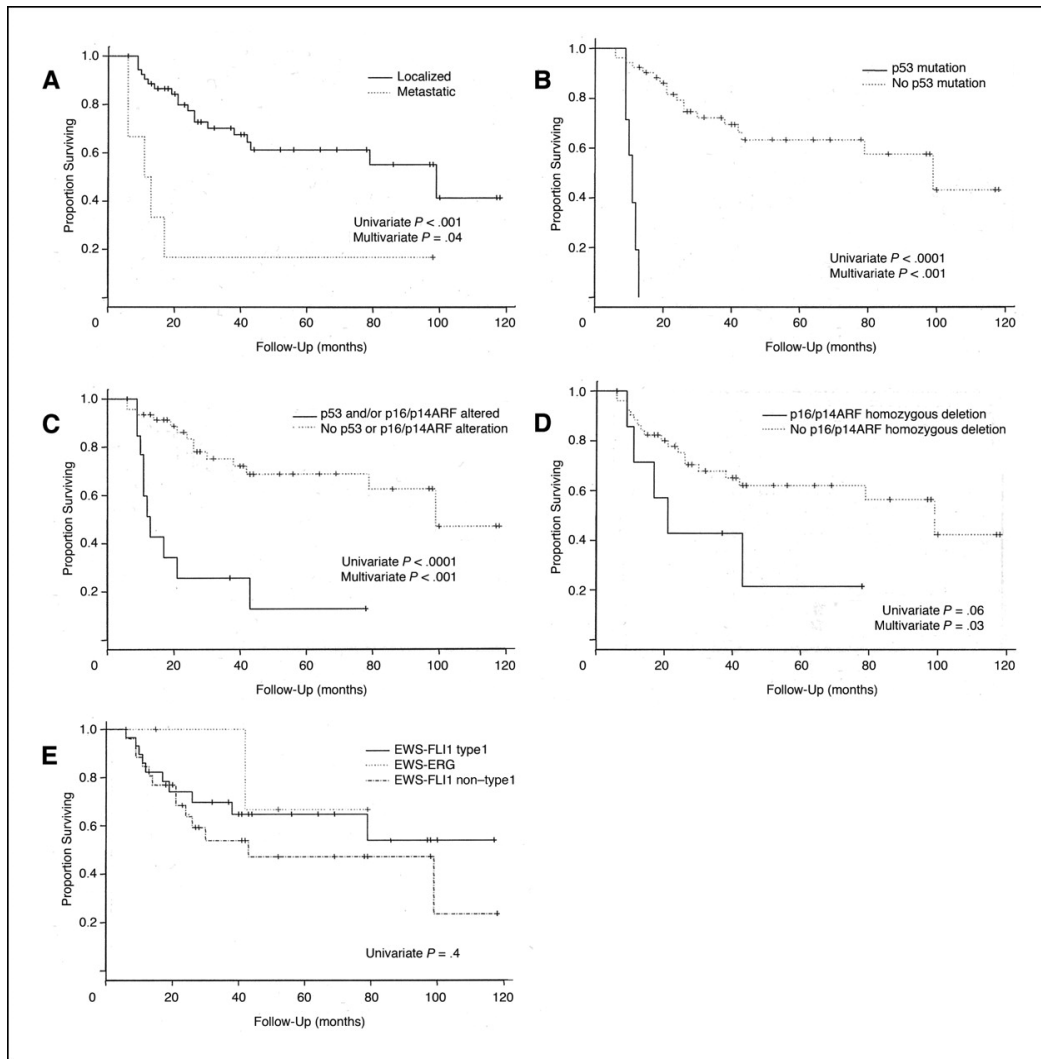 A
1.0
0.8
0.6
0.4
0.2
Proportion Surviving
Localized
Metastatic
Univariate P < .001
Multivariate P = .04
0 20 40 60 80 100 120
Follow-Up (months)
B
1.0
0.8
0.6
0.4
0.2
Proportion Surviving
p53 mutation
No p53 mutation
Univariate P < .0001
Multivariate P < .001
0 20 40 60 80 100 120
Follow-Up (months)
C
1.0
0.8
0.6
0.4
0.2
Proportion Surviving
p53 and/or p16/p14ARF altered
No p53 or p16/p14ARF alteration
Univariate P < .0001
Multivariate P < .001
0 20 40 60 80 100 120
Follow-Up (months)
D
1.0
0.8
0.6
0.4
0.2
Proportion Surviving
p16/p14ARF homozygous deletion
No p16/p14ARF homozygous deletion
Univariate P = .06
Multivariate P = .03
0 20 40 60 80 100 120
Follow-Up (months)
E
1.0
0.8
0.6
0.4
0.2
Proportion Surviving
EWS-FLI1 type1
EWS-ERG
EWS-FLI1 non–type1
Univariate P = .4
0 20 40 60 80 100 120
Follow-Up (months)